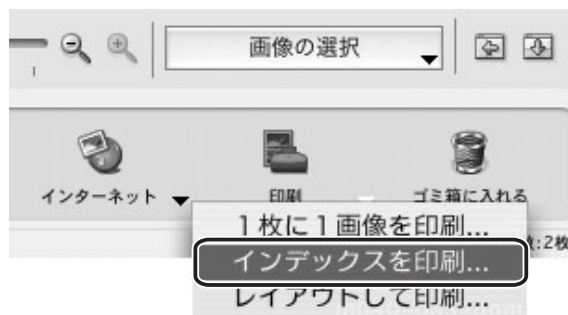 画像の選択
インターネット 印刷 ゴミ箱に入れる
1枚に1画像を印刷...
:2枚
インデックスを印刷...
レイアウトして印刷...